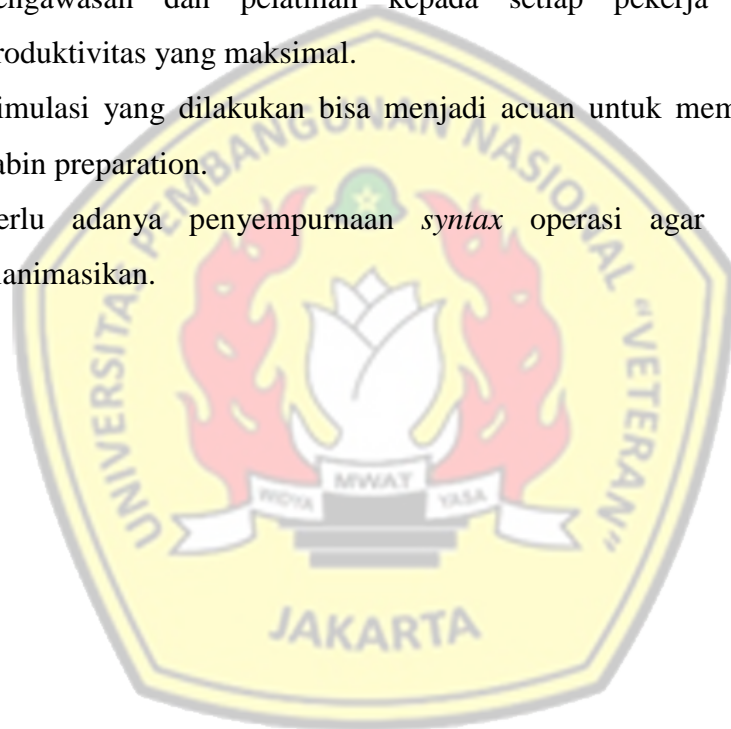 engawasan dan pelatihan kepada setiap pekerja
roduktivitas yang maksimal.
imulasi yang dilakukan bisa menjadi acuan untuk mem
abin preparation.
erlu adanya penyempurnaan syntax operasi agar
ianimasikan.
UNIVERSITAS PEMBANGUNAN NASIONAL "VETERAN"
WIDYA MWAT YASA
JAKARTA